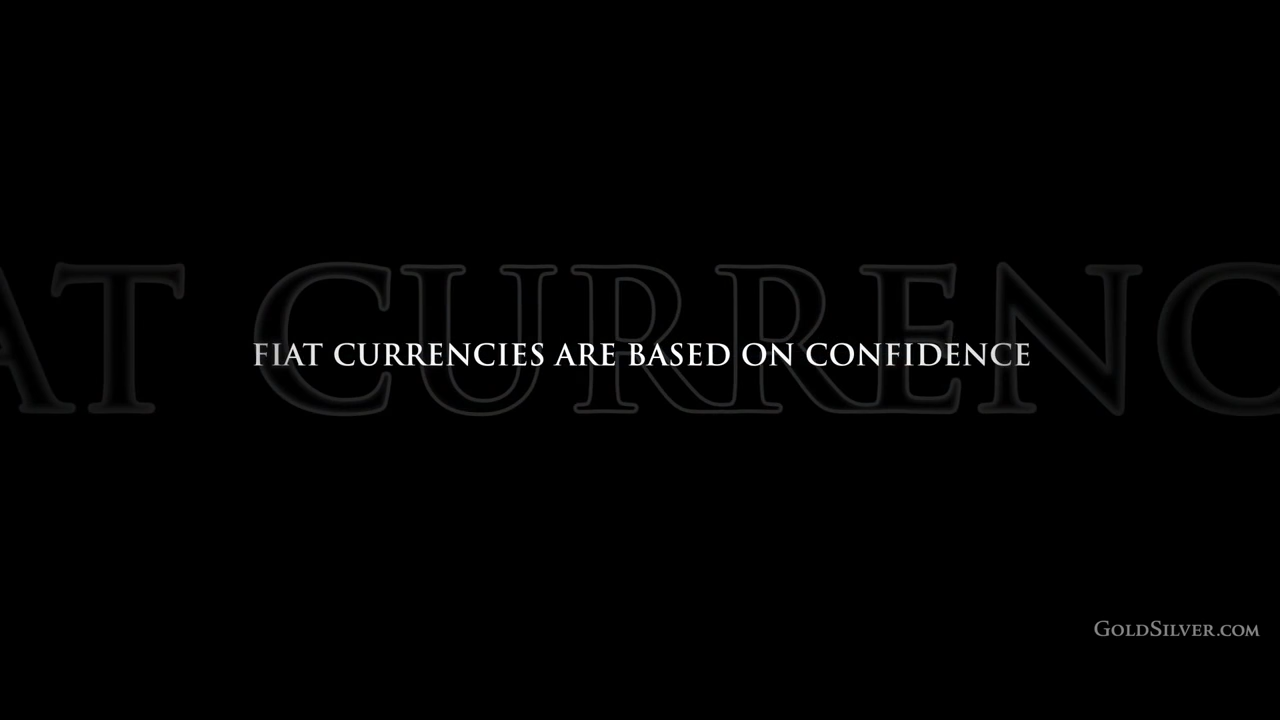 FIAT CURRENCIES ARE BASED ON CONFIDENCE
AT CURRENC
GOLDSILVER.COM